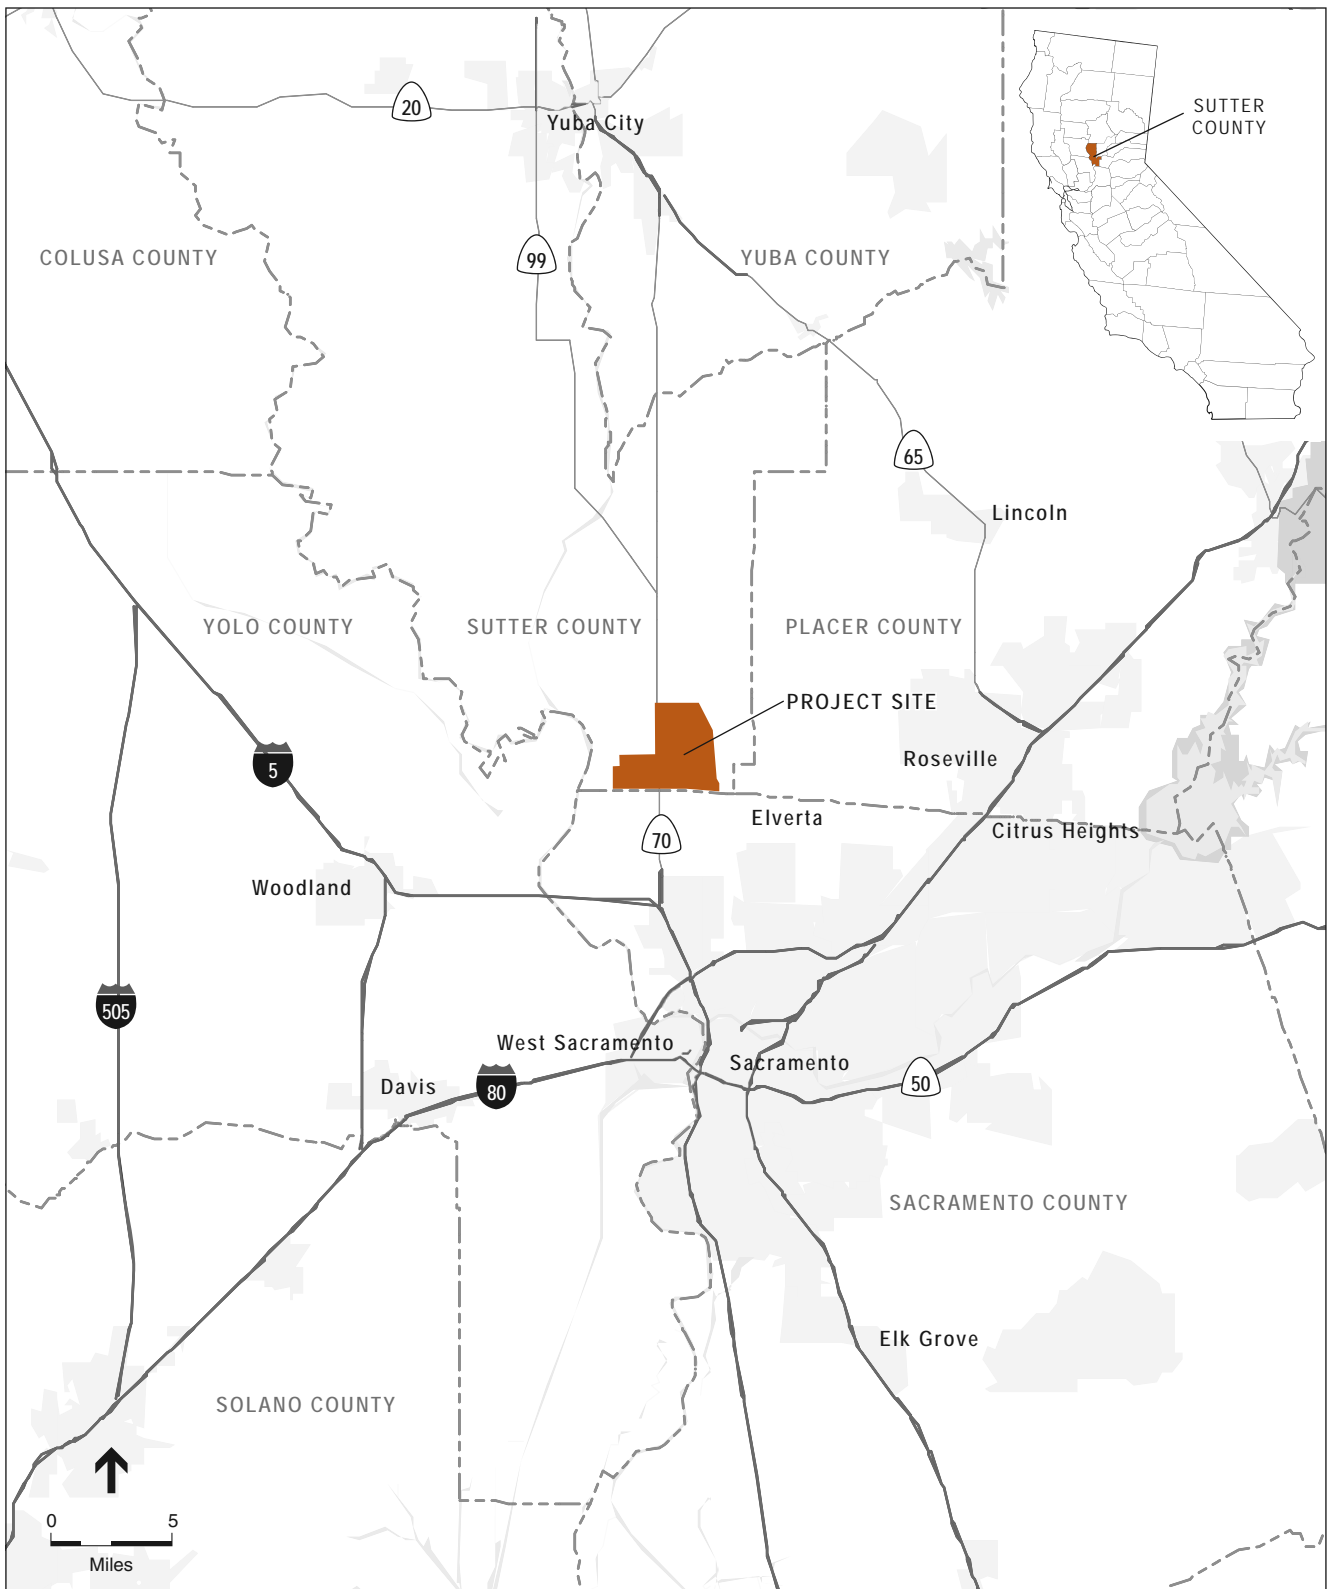 20
Yuba City
SUTTER
COUNTY
COLUSA COUNTY
99
YUBA COUNTY
65
Lincoln
YOLO COUNTY
SUTTER COUNTY
PLACER COUNTY
PROJECT SITE
5
Roseville
Elverta
Citrus Heights
70
Woodland
505
West Sacramento
Sacramento
Davis
80
50
SACRAMENTO COUNTY
Elk Grove
SOLANO COUNTY
0 5
Miles